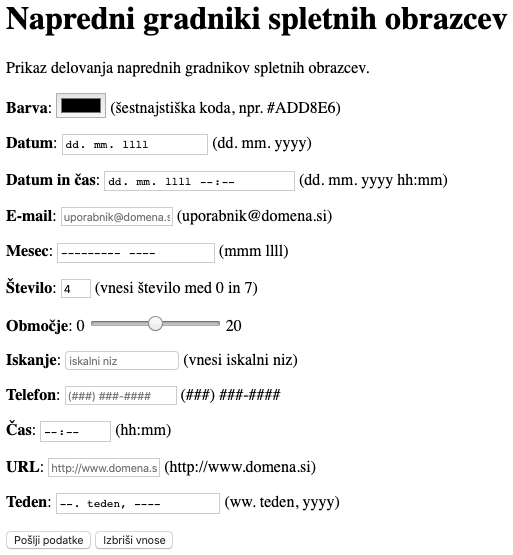 Napredni gradniki spletnih obrazcev
Prikaz delovanja naprednih gradnikov spletnih obrazcev.
Barva: (šestnajstiška koda, npr. #ADD8E6)
Datum: dd. mm. llll (dd. mm. yyyy)
Datum in čas: dd. mm. llll --:-- (dd. mm. yyyy hh:mm)
E-mail: uporabnik@domena.s (uporabnik@domena.si)
Mesec: --------- ---- (mmm llll)
Število: 4 (vnesi število med 0 in 7)
Območje: 0 20
Iskanje: iskalni niz (vnesi iskalni niz)
Telefon: (###) ###-#### (###) ###-####
Čas: --:-- (hh:mm)
URL: http://www.domena.s (http://www.domena.si)
Teden: --. teden, ---- (ww. teden, yyyy)
Pošlji podatke Izbriši vnose